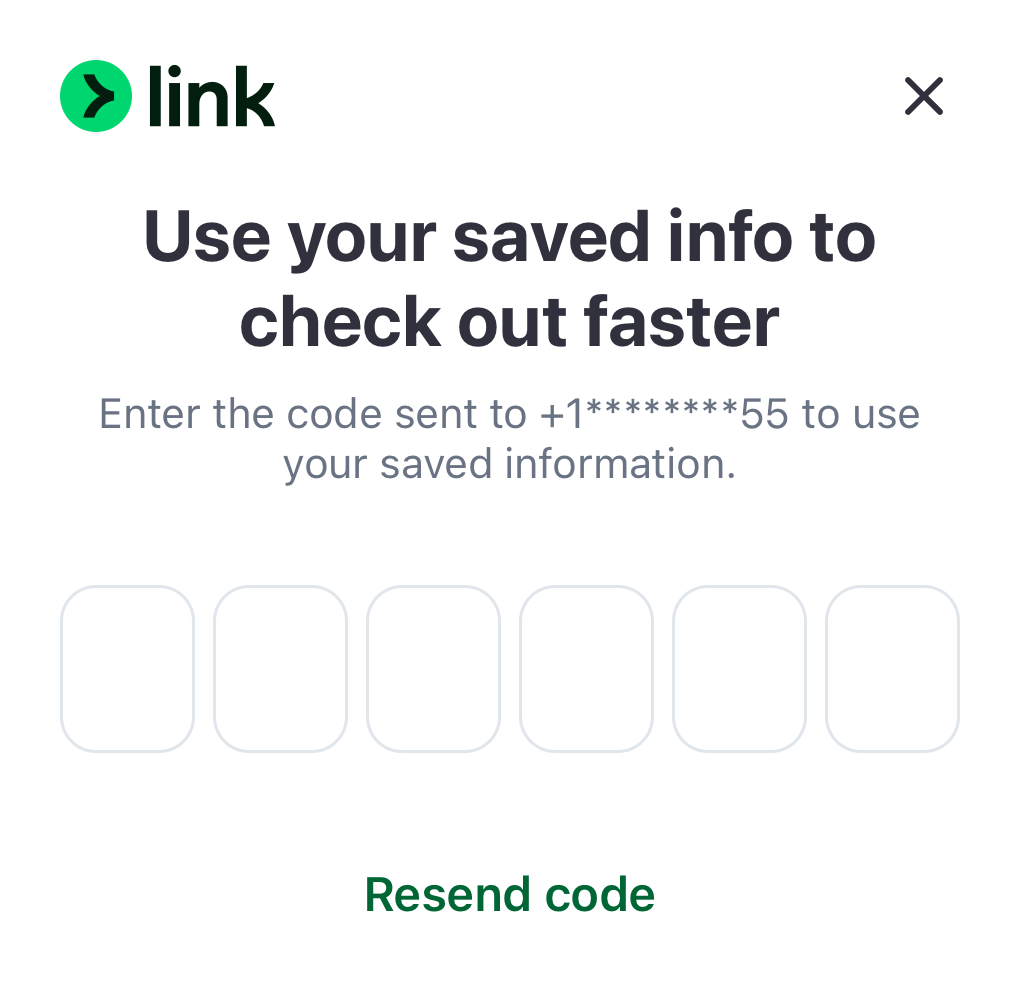 link
Use your saved info to
check out faster
Enter the code sent to +1********55 to use
your saved information.
Resend code